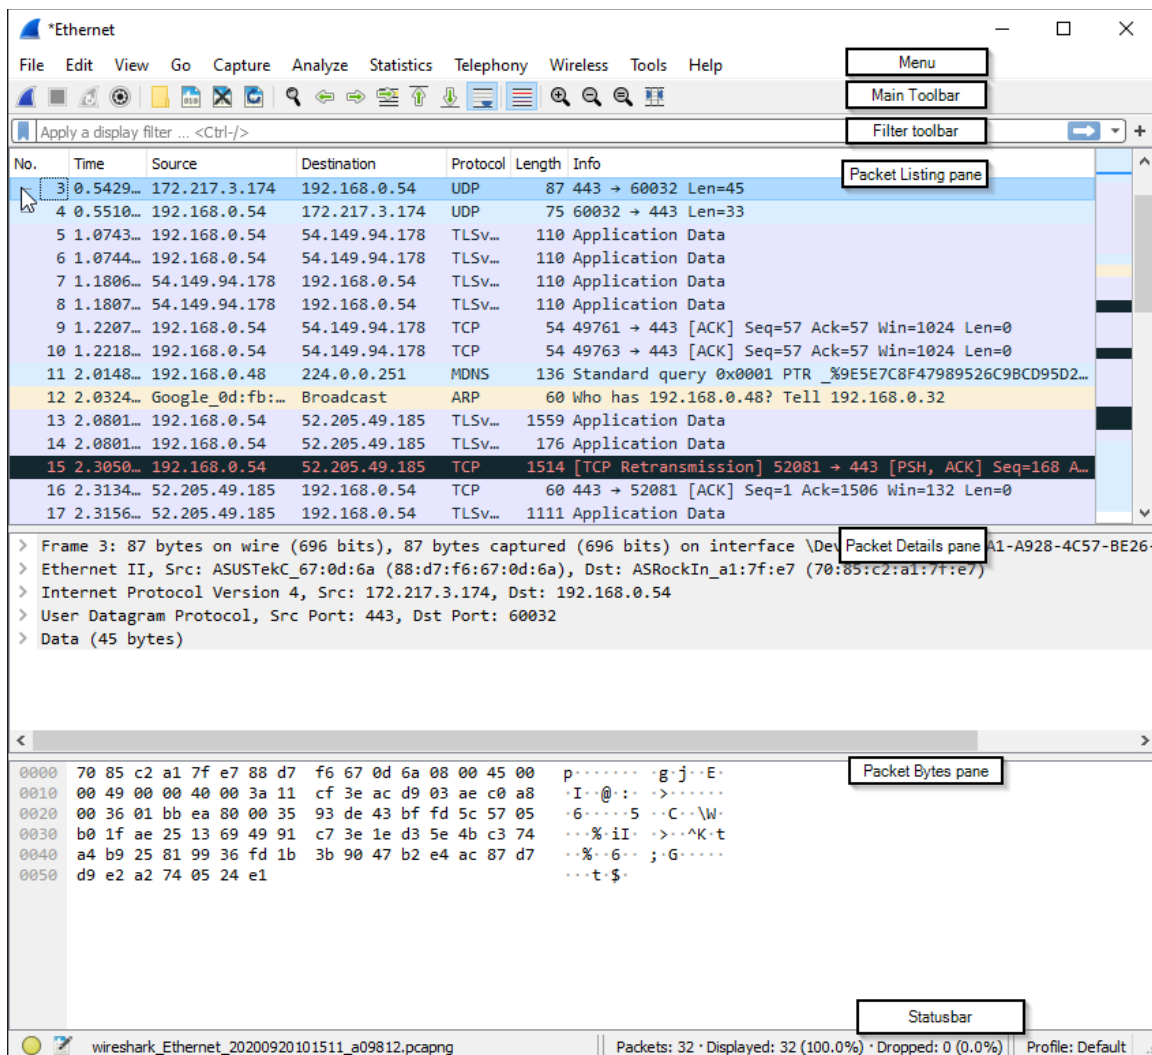 *Ethernet
File Edit View Go Capture Analyze Statistics Telephony Wireless Tools Help
Menu
Main Toolbar
Apply a display filter ... <Ctrl-/>
Filter toolbar
No. Time Source Destination Protocol Length Info
Packet Listing pane
3 0.5429… 172.217.3.174 192.168.0.54 UDP 87 443 → 60032 Len=45
4 0.5510… 192.168.0.54 172.217.3.174 UDP 75 60032 → 443 Len=33
5 1.0743… 192.168.0.54 54.149.94.178 TLSv… 110 Application Data
6 1.0744… 192.168.0.54 54.149.94.178 TLSv… 110 Application Data
7 1.1806… 54.149.94.178 192.168.0.54 TLSv… 110 Application Data
8 1.1807… 54.149.94.178 192.168.0.54 TLSv… 110 Application Data
9 1.2207… 192.168.0.54 54.149.94.178 TCP 54 49761 → 443 [ACK] Seq=57 Ack=57 Win=1024 Len=0
10 1.2218… 192.168.0.54 54.149.94.178 TCP 54 49763 → 443 [ACK] Seq=57 Ack=57 Win=1024 Len=0
11 2.0148… 192.168.0.48 224.0.0.251 MDNS 136 Standard query 0x0001 PTR _%9E5E7C8F47989526C9BCD95D2…
12 2.0324… Google_0d:fb:… Broadcast ARP 60 Who has 192.168.0.48? Tell 192.168.0.32
13 2.0801… 192.168.0.54 52.205.49.185 TLSv… 1559 Application Data
14 2.0801… 192.168.0.54 52.205.49.185 TLSv… 176 Application Data
15 2.3050… 192.168.0.54 52.205.49.185 TCP 1514 [TCP Retransmission] 52081 → 443 [PSH, ACK] Seq=168 A…
16 2.3134… 52.205.49.185 192.168.0.54 TCP 60 443 → 52081 [ACK] Seq=1 Ack=1506 Win=132 Len=0
17 2.3156… 52.205.49.185 192.168.0.54 TLSv… 1111 Application Data
Frame 3: 87 bytes on wire (696 bits), 87 bytes captured (696 bits) on interface \Dev A1-A928-4C57-BE26-
Packet Details pane
Ethernet II, Src: ASUSTekC_67:0d:6a (88:d7:f6:67:0d:6a), Dst: ASRockIn_a1:7f:e7 (70:85:c2:a1:7f:e7)
Internet Protocol Version 4, Src: 172.217.3.174, Dst: 192.168.0.54
User Datagram Protocol, Src Port: 443, Dst Port: 60032
Data (45 bytes)
Packet Bytes pane
0000 70 85 c2 a1 7f e7 88 d7 f6 67 0d 6a 08 00 45 00 p······· ·g·j··E·
0010 00 49 00 00 40 00 3a 11 cf 3e ac d9 03 ae c0 a8 ·I··@·:· ·>······
0020 00 36 01 bb ea 80 00 35 93 de 43 bf fd 5c 57 05 ·6·····5 ··C··\W·
0030 b0 1f ae 25 13 69 49 91 c7 3e 1e d3 5e 4b c3 74 ···%·iI· ·>··^K·t
0040 a4 b9 25 81 99 36 fd 1b 3b 90 47 b2 e4 ac 87 d7 ··%··6·· ;·G·····
0050 d9 e2 a2 74 05 24 e1 ···t·$·
Statusbar
wireshark_Ethernet_20200920101511_a09812.pcapng Packets: 32 · Displayed: 32 (100.0%) · Dropped: 0 (0.0%) Profile: Default